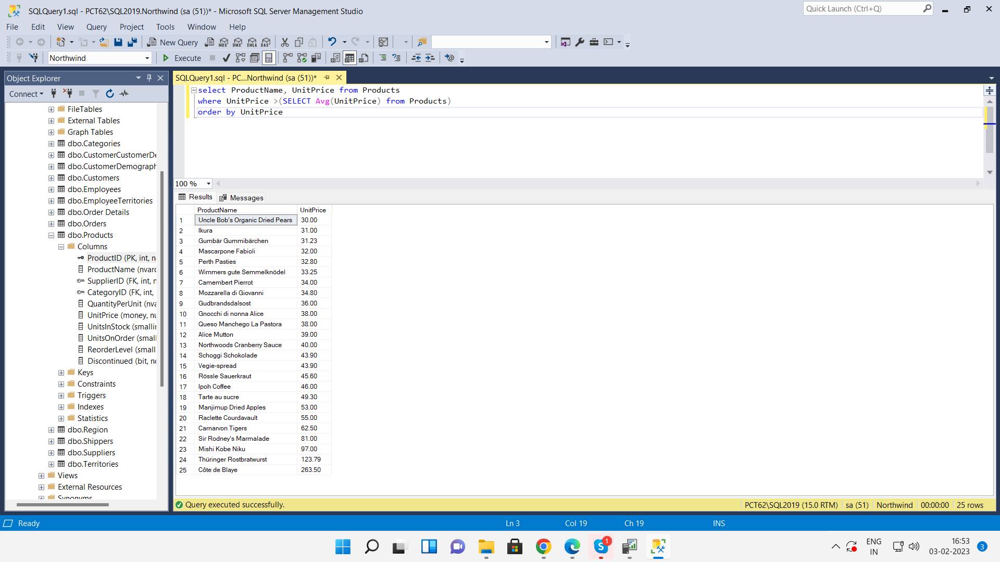 SQLQuery1.sql - PCT62\SQL2019.Northwind (sa (51))* - Microsoft SQL Server Management Studio
Quick Launch (Ctrl+Q)
File Edit View Query Project Tools Window Help
New Query MDX DMX XMLA DAX
Northwind Execute
Object Explorer
Connect
FileTables
External Tables
Graph Tables
dbo.Categories
dbo.CustomerCustomerDe
dbo.CustomerDemograph
dbo.Customers
dbo.Employees
dbo.EmployeeTerritories
dbo.Order Details
dbo.Orders
dbo.Products
Columns
ProductID (PK, int, n
ProductName (nvarc
SupplierID (FK, int, n
CategoryID (FK, int,
QuantityPerUnit (nva
UnitPrice (money, nu
UnitsInStock (smallin
UnitsOnOrder (small
ReorderLevel (small
Discontinued (bit, no
Keys
Constraints
Triggers
Indexes
Statistics
dbo.Region
dbo.Shippers
dbo.Suppliers
dbo.Territories
Views
External Resources
Synonyms
SQLQuery1.sql - PC...Northwind (sa (51))*
select ProductName, UnitPrice from Products
where UnitPrice >(SELECT Avg(UnitPrice) from Products)
order by UnitPrice
100 %
Results Messages
ProductName UnitPrice
1 Uncle Bob's Organic Dried Pears 30.00
2 Ikura 31.00
3 Gumbär Gummibärchen 31.23
4 Mascarpone Fabioli 32.00
5 Perth Pasties 32.80
6 Wimmers gute Semmelknödel 33.25
7 Camembert Pierrot 34.00
8 Mozzarella di Giovanni 34.80
9 Gudbrandsdalsost 36.00
10 Gnocchi di nonna Alice 38.00
11 Queso Manchego La Pastora 38.00
12 Alice Mutton 39.00
13 Northwoods Cranberry Sauce 40.00
14 Schoggi Schokolade 43.90
15 Vegie-spread 43.90
16 Rössle Sauerkraut 45.60
17 Ipoh Coffee 46.00
18 Tarte au sucre 49.30
19 Manjimup Dried Apples 53.00
20 Raclette Courdavault 55.00
21 Carnarvon Tigers 62.50
22 Sir Rodney's Marmalade 81.00
23 Mishi Kobe Niku 97.00
24 Thüringer Rostbratwurst 123.79
25 Côte de Blaye 263.50
Query executed successfully. PCT62\SQL2019 (15.0 RTM) sa (51) Northwind 00:00:00 25 rows
Ready Ln 3 Col 19 Ch 19 INS
1
ENG
IN
16:53
03-02-2023
3